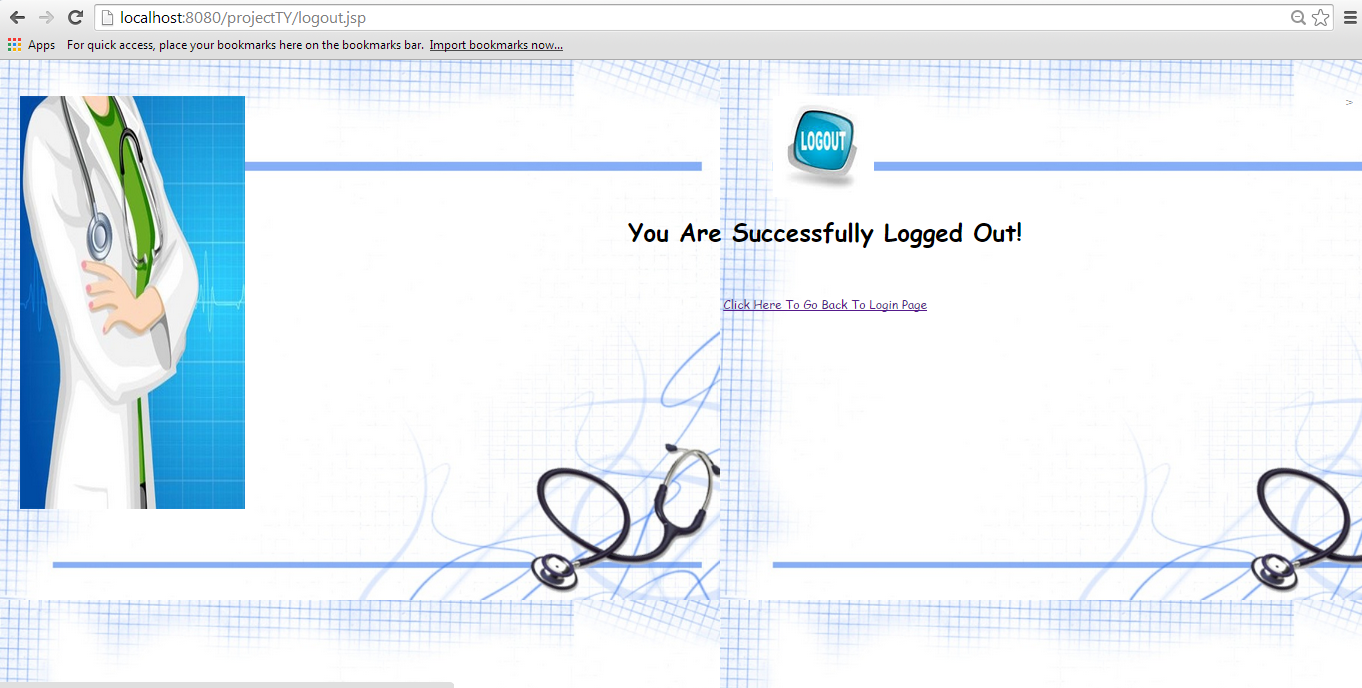 localhost:8080/projectTY/logout.jsp
Apps For quick access, place your bookmarks here on the bookmarks bar. Import bookmarks now...
>
LOGOUT
You Are Successfully Logged Out!
Click Here To Go Back To Login Page